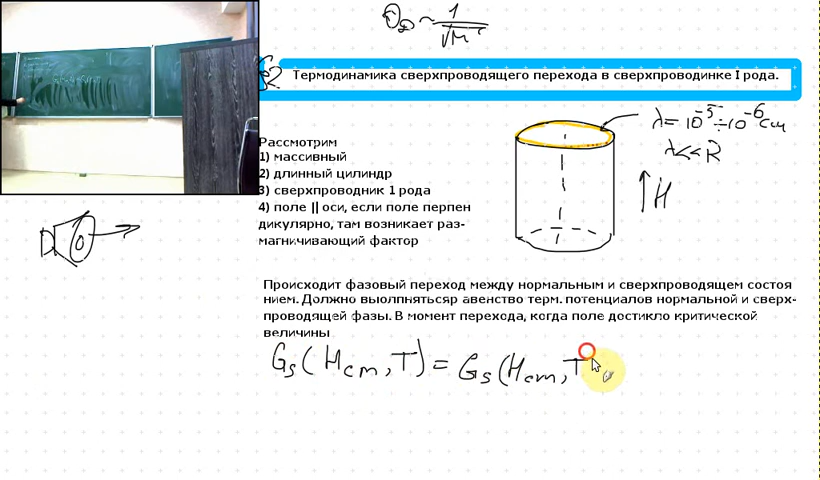 Θ_D ~ 1/√M
§2 Термодинамика сверхпроводящего перехода в сверхпроводинке I рода.
Рассмотрим
1) массивный
2) длинный цилиндр
3) сверхпроводник 1 рода
4) поле || оси, если поле перпен
дикулярно, там возникает раз-
магничивающий фактор
λ = 10⁻⁵ ÷ 10⁻⁶ см
λ << R
H
Происходит фазовый переход между нормальным и сверхпроводящем состоя
нием. Должно выолпнятьсяр авенство терм. потенциалов нормальной и сверх-
проводящей фазы. В момент перехода, когда поле достикло критической
величины
G_s(H_cm, T) = G_s(H_cm, T